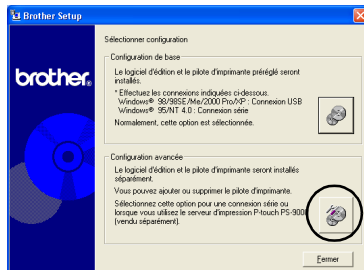 Brother Setup
Sélectionner configuration
brother.
Configuration de base
Le logiciel d'édition et le pilote d'imprimante préréglé seront
installés.
* Effectuez les connexions indiquées ci-dessous.
Windows® 98/98SE/Me/2000 Pro/XP : Connexion USB
Windows® 95/NT 4.0 : Connexion série
Normalement, cette option est sélectionnée.
Configuration avancée
Le logiciel d'édition et le pilote d'imprimante seront installés
séparément.
Vous pouvez ajouter ou supprimer le pilote d'imprimante.
Sélectionnez cette option pour une connexion série ou
lorsque vous utilisez le serveur d'impression P-touch PS-9000
(vendu séparément).
Fermer